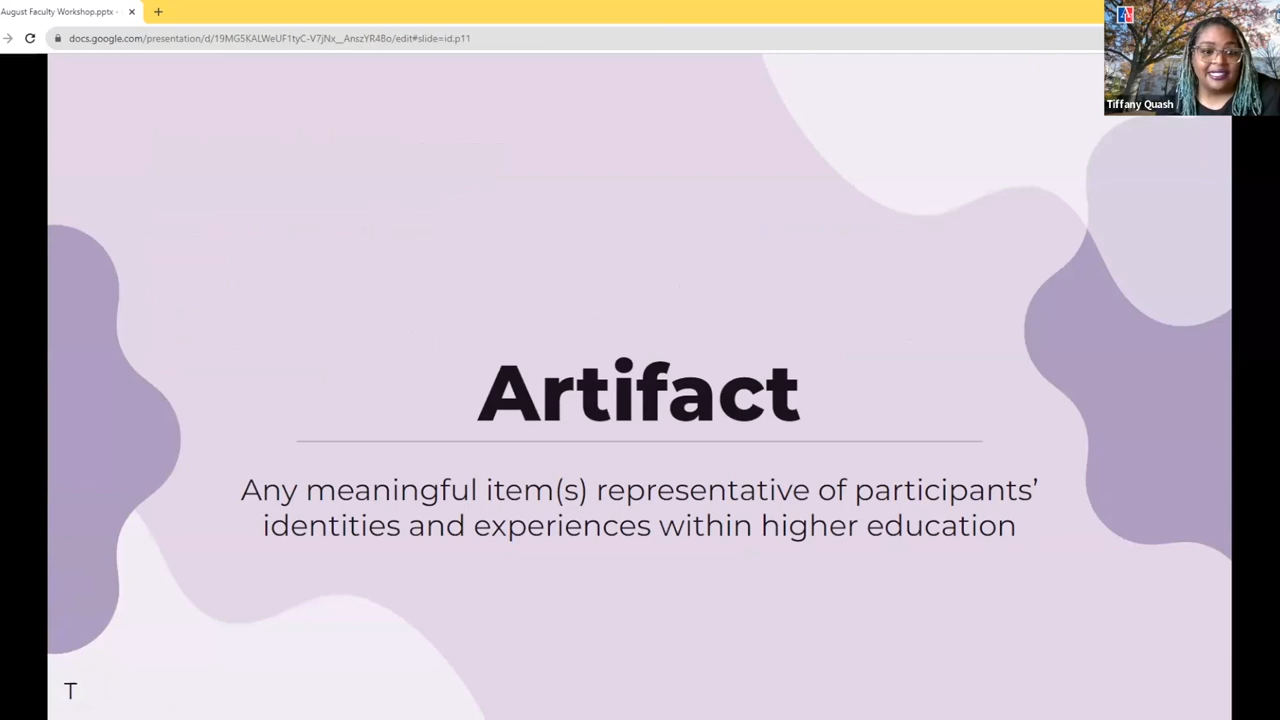 August Faculty Workshop.pptx -
docs.google.com/presentation/d/19MG5KALWeUF1tyC-V7jNx__AnszYR48o/edit#slide=id.p11
Tiffany Quash
Artifact
Any meaningful item(s) representative of participants’
identities and experiences within higher education
T